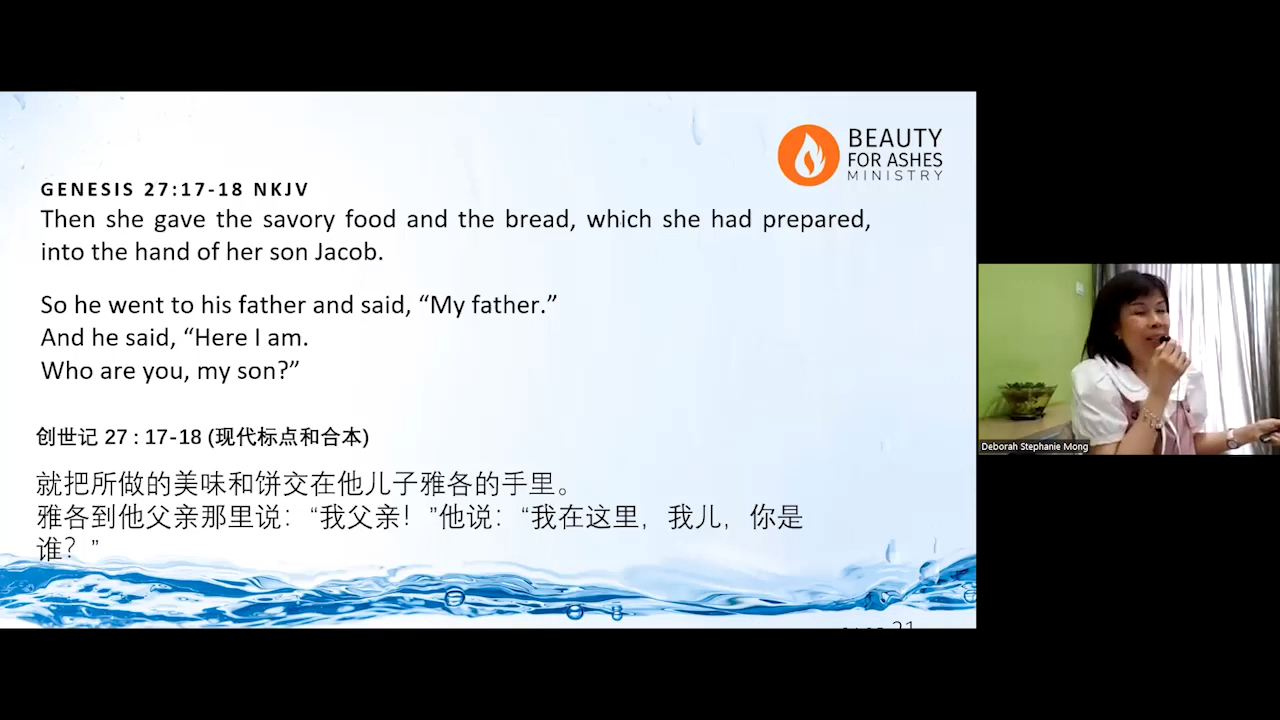 BEAUTY
FOR ASHES
MINISTRY
GENESIS 27:17-18 NKJV
Then she gave the savory food and the bread, which she had prepared,
into the hand of her son Jacob.
So he went to his father and said, “My father.”
And he said, “Here I am.
Who are you, my son?”
创世记 27 : 17-18 (现代标点和合本)
就把所做的美味和饼交在他儿子雅各的手里。
雅各到他父亲那里说：“我父亲！”他说：“我在这里，我儿，你是
谁？”
21
Deborah Stephanie Mong